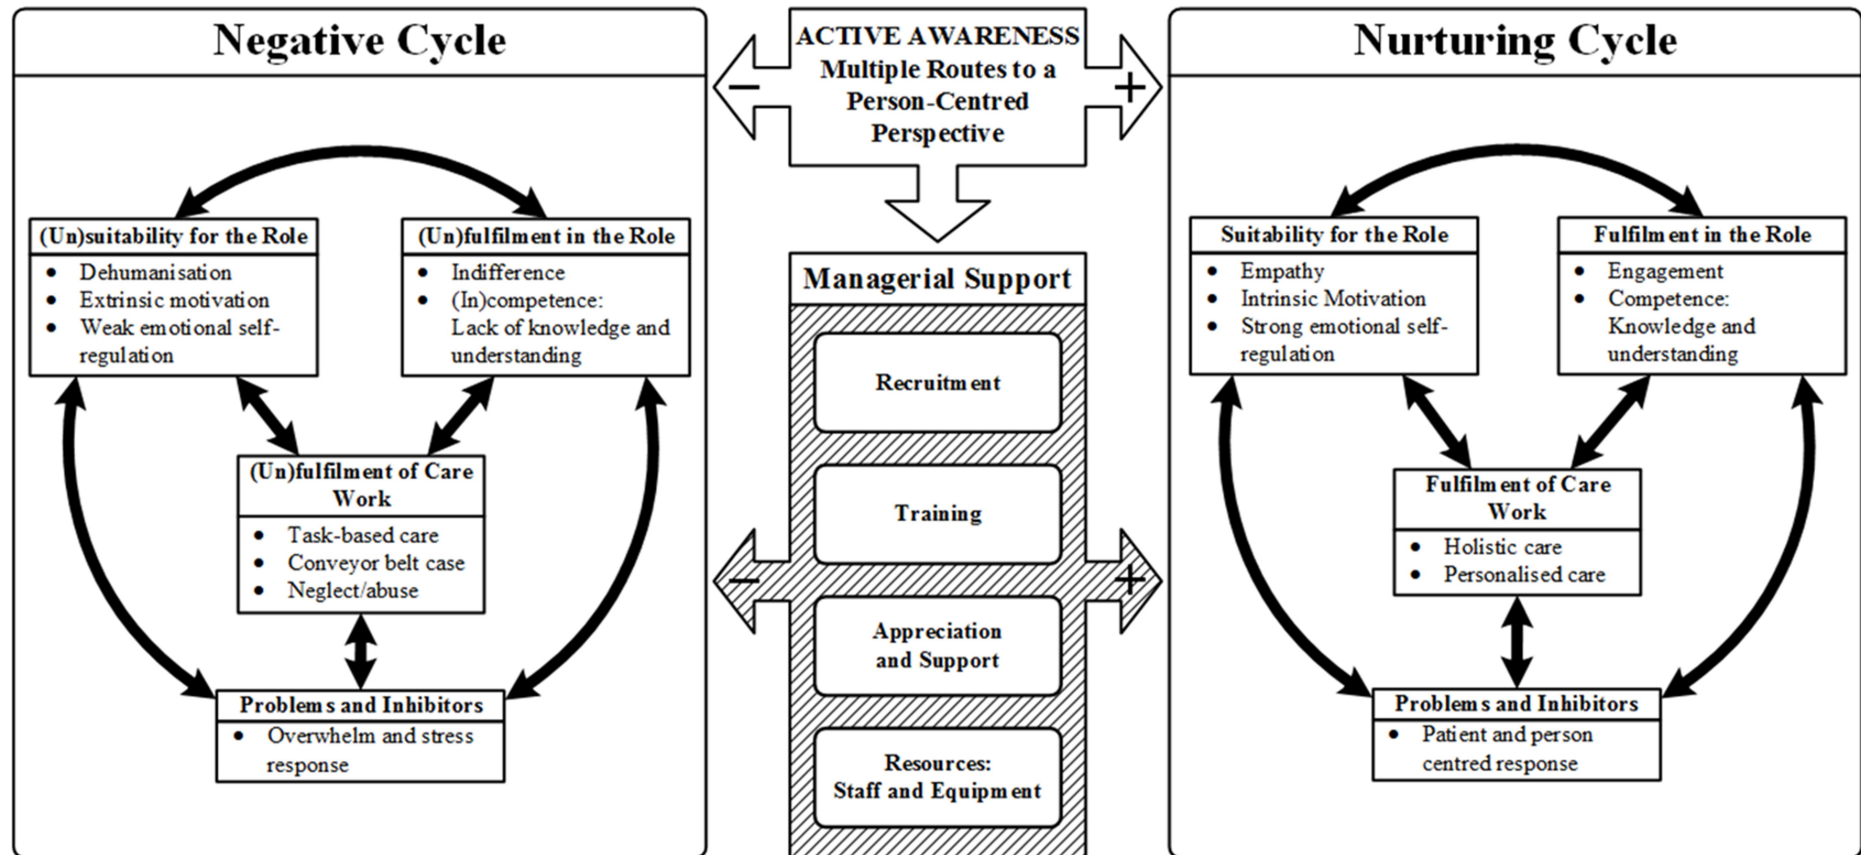 Negative Cycle
(Un)suitability for the Role
• Dehumanisation
• Extrinsic motivation
• Weak emotional self-
regulation
(Un)fulfilment in the Role
• Indifference
• (In)competence:
Lack of knowledge and
understanding
(Un)fulfilment of Care
Work
• Task-based care
• Conveyor belt case
• Neglect/abuse
Problems and Inhibitors
• Overwhelm and stress
response
ACTIVE AWARENESS
Multiple Routes to a
Person-Centred
Perspective
−
+
Managerial Support
Recruitment
Training
−
+
Appreciation
and Support
Resources:
Staff and Equipment
Nurturing Cycle
Suitability for the Role
• Empathy
• Intrinsic Motivation
• Strong emotional self-
regulation
Fulfilment in the Role
• Engagement
• Competence:
Knowledge and
understanding
Fulfilment of Care
Work
• Holistic care
• Personalised care
Problems and Inhibitors
• Patient and person
centred response